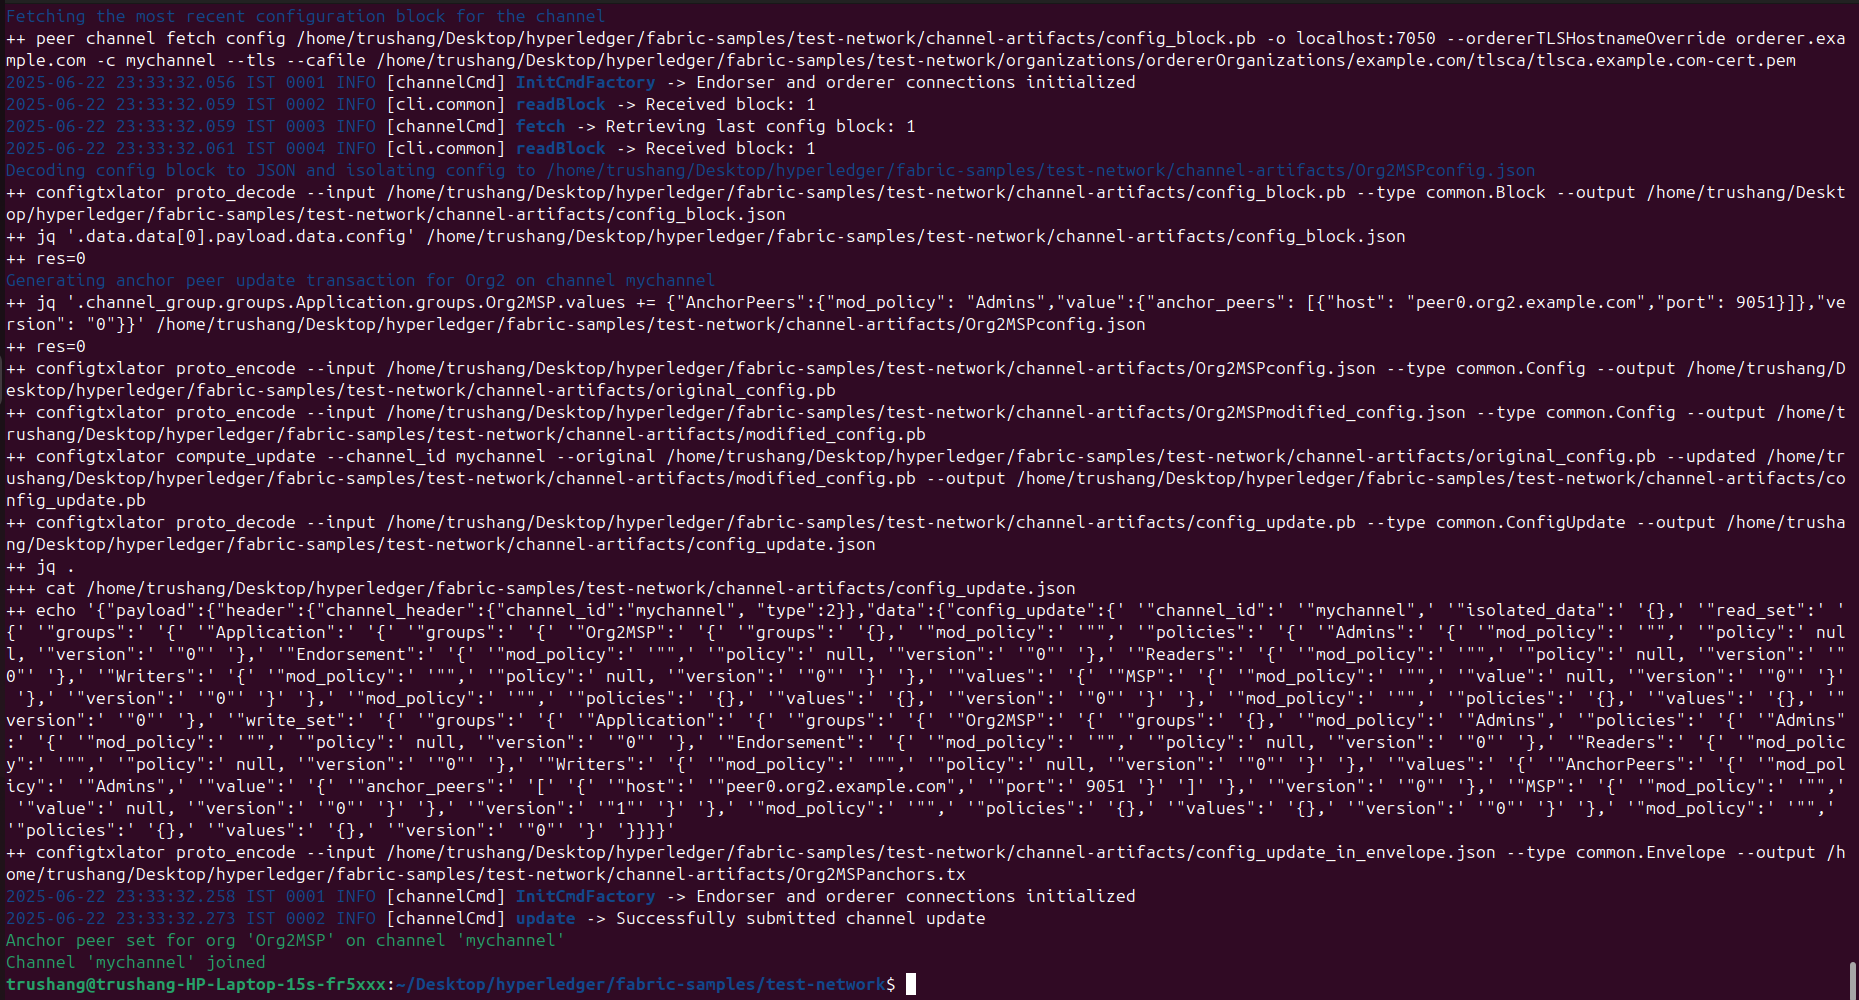 Fetching the most recent configuration block for the channel
++ peer channel fetch config /home/trushang/Desktop/hyperledger/fabric-samples/test-network/channel-artifacts/config_block.pb -o localhost:7050 --ordererTLSHostnameOverride orderer.exa
mple.com -c mychannel --tls --cafile /home/trushang/Desktop/hyperledger/fabric-samples/test-network/organizations/ordererOrganizations/example.com/tlsca/tlsca.example.com-cert.pem
2025-06-22 23:33:32.056 IST 0001 INFO [channelCmd] InitCmdFactory -> Endorser and orderer connections initialized
2025-06-22 23:33:32.059 IST 0002 INFO [cli.common] readBlock -> Received block: 1
2025-06-22 23:33:32.059 IST 0003 INFO [channelCmd] fetch -> Retrieving last config block: 1
2025-06-22 23:33:32.061 IST 0004 INFO [cli.common] readBlock -> Received block: 1
Decoding config block to JSON and isolating config to /home/trushang/Desktop/hyperledger/fabric-samples/test-network/channel-artifacts/Org2MSPconfig.json
++ configtxlator proto_decode --input /home/trushang/Desktop/hyperledger/fabric-samples/test-network/channel-artifacts/config_block.pb --type common.Block --output /home/trushang/Deskt
op/hyperledger/fabric-samples/test-network/channel-artifacts/config_block.json
++ jq '.data.data[0].payload.data.config' /home/trushang/Desktop/hyperledger/fabric-samples/test-network/channel-artifacts/config_block.json
++ res=0
Generating anchor peer update transaction for Org2 on channel mychannel
++ jq '.channel_group.groups.Application.groups.Org2MSP.values += {"AnchorPeers":{"mod_policy": "Admins","value":{"anchor_peers": [{"host": "peer0.org2.example.com","port": 9051}]},"ve
rsion": "0"}}' /home/trushang/Desktop/hyperledger/fabric-samples/test-network/channel-artifacts/Org2MSPconfig.json
++ res=0
++ configtxlator proto_encode --input /home/trushang/Desktop/hyperledger/fabric-samples/test-network/channel-artifacts/Org2MSPconfig.json --type common.Config --output /home/trushang/D
esktop/hyperledger/fabric-samples/test-network/channel-artifacts/original_config.pb
++ configtxlator proto_encode --input /home/trushang/Desktop/hyperledger/fabric-samples/test-network/channel-artifacts/Org2MSPmodified_config.json --type common.Config --output /home/t
rushang/Desktop/hyperledger/fabric-samples/test-network/channel-artifacts/modified_config.pb
++ configtxlator compute_update --channel_id mychannel --original /home/trushang/Desktop/hyperledger/fabric-samples/test-network/channel-artifacts/original_config.pb --updated /home/tr
ushang/Desktop/hyperledger/fabric-samples/test-network/channel-artifacts/modified_config.pb --output /home/trushang/Desktop/hyperledger/fabric-samples/test-network/channel-artifacts/co
nfig_update.pb
++ configtxlator proto_decode --input /home/trushang/Desktop/hyperledger/fabric-samples/test-network/channel-artifacts/config_update.pb --type common.ConfigUpdate --output /home/trusha
ng/Desktop/hyperledger/fabric-samples/test-network/channel-artifacts/config_update.json
++ jq .
+++ cat /home/trushang/Desktop/hyperledger/fabric-samples/test-network/channel-artifacts/config_update.json
++ echo '{"payload":{"header":{"channel_header":{"channel_id":"mychannel", "type":2}},"data":{"config_update":{' '"channel_id":' '"mychannel",' '"isolated_data":' '{},' '"read_set":' '
{' '"groups":' '{' '"Application":' '{' '"groups":' '{' '"Org2MSP":' '{' '"groups":' '{},' '"mod_policy":' '"",' '"policies":' '{' '"Admins":' '{' '"mod_policy":' '"",' '"policy":' nul
l, '"version":' '"0"' '},' '"Endorsement":' '{' '"mod_policy":' '"",' '"policy":' null, '"version":' '"0"' '},' '"Readers":' '{' '"mod_policy":' '"",' '"policy":' null, '"version":' '"
0"' '},' '"Writers":' '{' '"mod_policy":' '"",' '"policy":' null, '"version":' '"0"' '}' '},' '"values":' '{' '"MSP":' '{' '"mod_policy":' '"",' '"value":' null, '"version":' '"0"' '}'
 '},' '"version":' '"0"' '}' '},' '"mod_policy":' '"",' '"policies":' '{},' '"values":' '{},' '"version":' '"0"' '}' '},' '"mod_policy":' '"",' '"policies":' '{},' '"values":' '{},' '"
version":' '"0"' '},' '"write_set":' '{' '"groups":' '{' '"Application":' '{' '"groups":' '{' '"Org2MSP":' '{' '"groups":' '{},' '"mod_policy":' '"Admins",' '"policies":' '{' '"Admins"
:' '{' '"mod_policy":' '"",' '"policy":' null, '"version":' '"0"' '},' '"Endorsement":' '{' '"mod_policy":' '"",' '"policy":' null, '"version":' '"0"' '},' '"Readers":' '{' '"mod_polic
y":' '"",' '"policy":' null, '"version":' '"0"' '},' '"Writers":' '{' '"mod_policy":' '"",' '"policy":' null, '"version":' '"0"' '}' '},' '"values":' '{' '"AnchorPeers":' '{' '"mod_pol
icy":' '"Admins",' '"value":' '{' '"anchor_peers":' '[' '{' '"host":' '"peer0.org2.example.com",' '"port":' 9051 '}' ']' '},' '"version":' '"0"' '},' '"MSP":' '{' '"mod_policy":' '"",'
 '"value":' null, '"version":' '"0"' '}' '},' '"version":' '"1"' '}' '},' '"mod_policy":' '"",' '"policies":' '{},' '"values":' '{},' '"version":' '"0"' '}' '},' '"mod_policy":' '"",'
'"policies":' '{},' '"values":' '{},' '"version":' '"0"' '}' '}}}}'
++ configtxlator proto_encode --input /home/trushang/Desktop/hyperledger/fabric-samples/test-network/channel-artifacts/config_update_in_envelope.json --type common.Envelope --output /h
ome/trushang/Desktop/hyperledger/fabric-samples/test-network/channel-artifacts/Org2MSPanchors.tx
2025-06-22 23:33:32.258 IST 0001 INFO [channelCmd] InitCmdFactory -> Endorser and orderer connections initialized
2025-06-22 23:33:32.273 IST 0002 INFO [channelCmd] update -> Successfully submitted channel update
Anchor peer set for org 'Org2MSP' on channel 'mychannel'
Channel 'mychannel' joined
trushang@trushang-HP-Laptop-15s-fr5xxx:~/Desktop/hyperledger/fabric-samples/test-network$